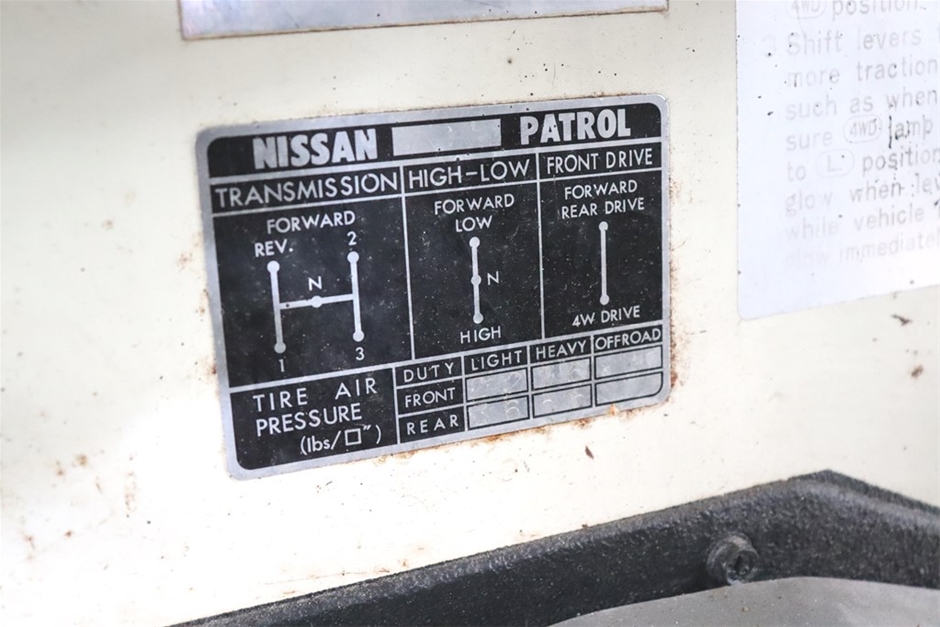 NISSAN PATROL
TRANSMISSION HIGH-LOW FRONT DRIVE
FORWARD
REV. 2
N
1 3
FORWARD
LOW
N
HIGH
FORWARD
REAR DRIVE
4W DRIVE
TIRE AIR
PRESSURE
(lbs/□")
DUTY LIGHT HEAVY OFFROAD
FRONT
REAR
4WD position.
Shift levers
more traction
such as when
sure 4WD lamp
to L position
glow when
while vehicle